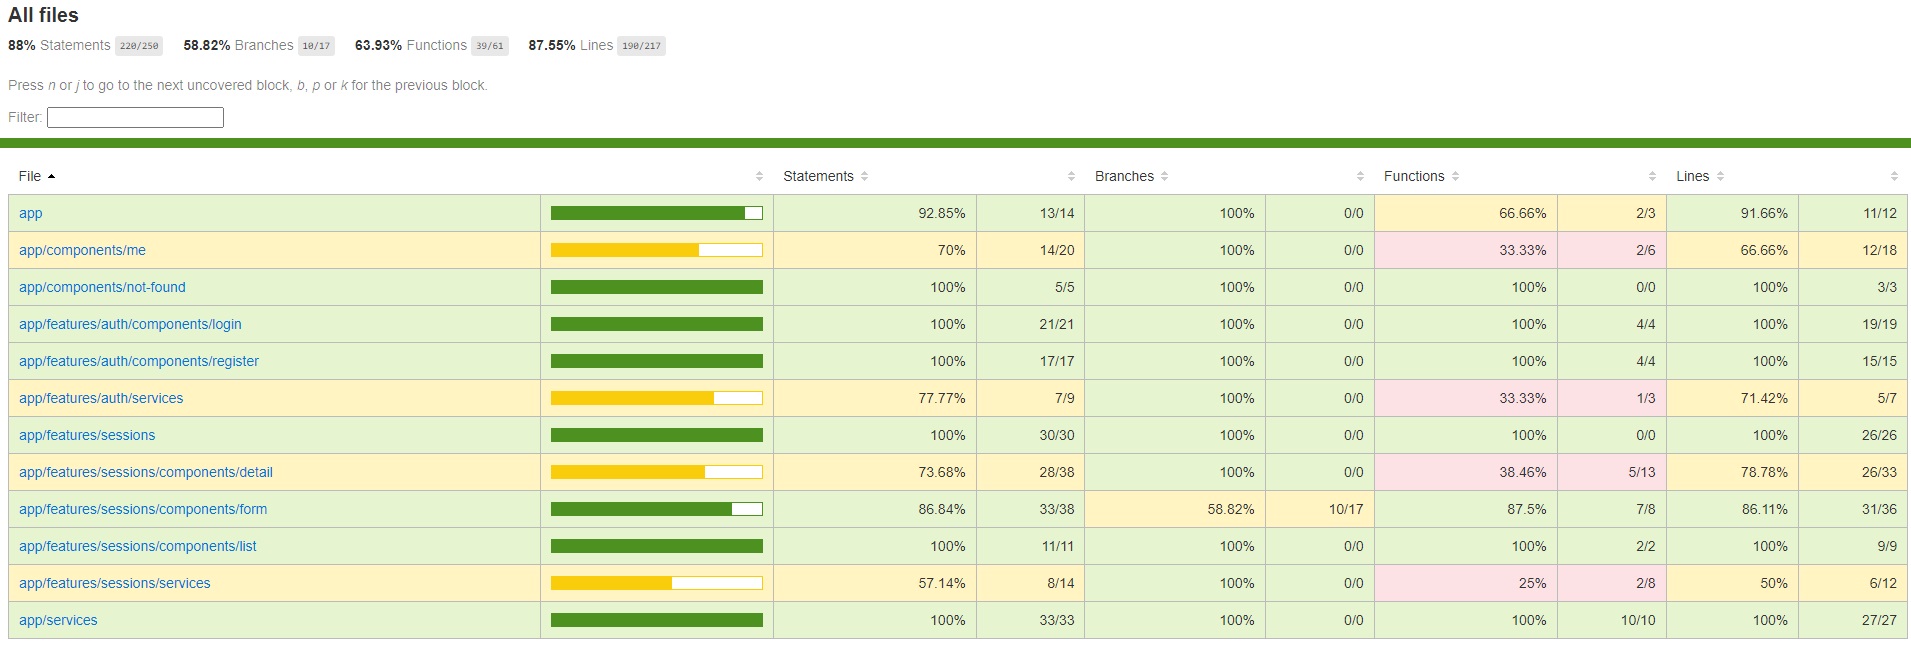 All files
88% Statements 220/250 58.82% Branches 10/17 63.93% Functions 39/61 87.55% Lines 190/217
Press n or j to go to the next uncovered block, b, p or k for the previous block.
Filter:
File Statements Branches Functions Lines
app 92.85% 13/14 100% 0/0 66.66% 2/3 91.66% 11/12
app/components/me 70% 14/20 100% 0/0 33.33% 2/6 66.66% 12/18
app/components/not-found 100% 5/5 100% 0/0 100% 0/0 100% 3/3
app/features/auth/components/login 100% 21/21 100% 0/0 100% 4/4 100% 19/19
app/features/auth/components/register 100% 17/17 100% 0/0 100% 4/4 100% 15/15
app/features/auth/services 77.77% 7/9 100% 0/0 33.33% 1/3 71.42% 5/7
app/features/sessions 100% 30/30 100% 0/0 100% 0/0 100% 26/26
app/features/sessions/components/detail 73.68% 28/38 100% 0/0 38.46% 5/13 78.78% 26/33
app/features/sessions/components/form 86.84% 33/38 58.82% 10/17 87.5% 7/8 86.11% 31/36
app/features/sessions/components/list 100% 11/11 100% 0/0 100% 2/2 100% 9/9
app/features/sessions/services 57.14% 8/14 100% 0/0 25% 2/8 50% 6/12
app/services 100% 33/33 100% 0/0 100% 10/10 100% 27/27